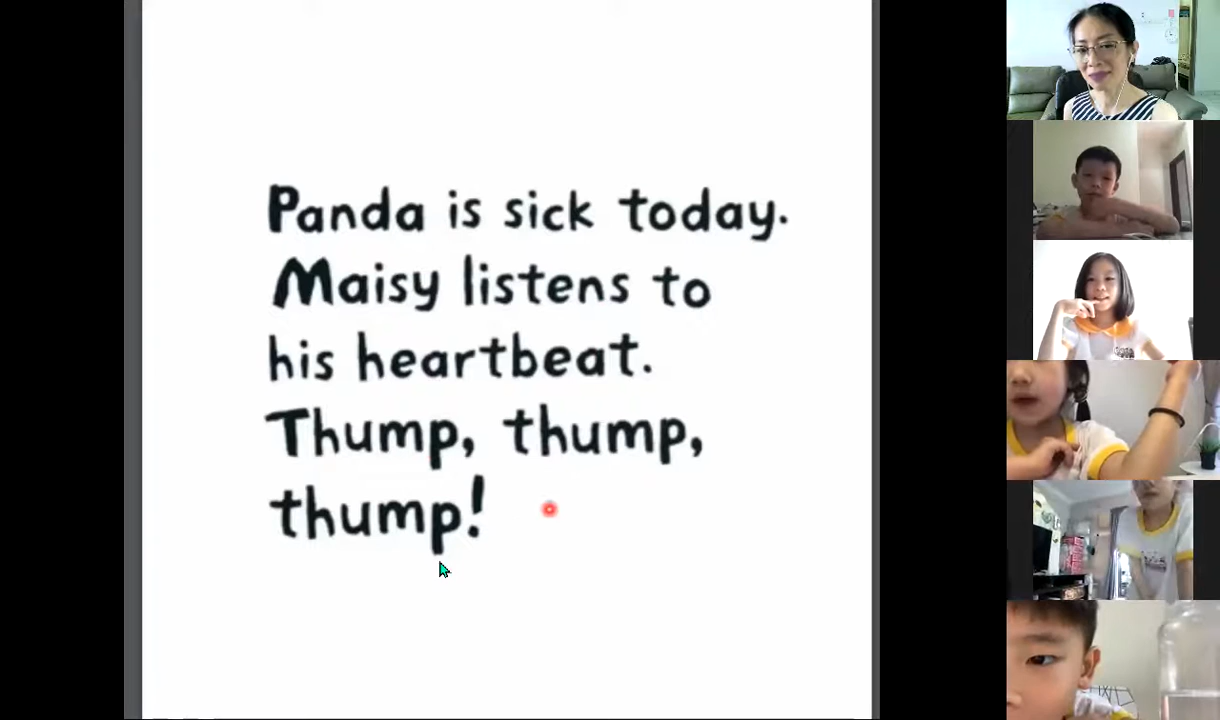 Panda is sick today.
Maisy listens to
his heartbeat.
Thump, thump,
thump!